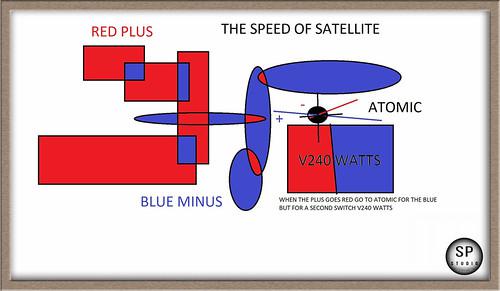 RED PLUS
THE SPEED OF SATELLITE
-
ATOMIC
+
V240 WATTS
BLUE MINUS
WHEN THE PLUS GOES RED GO TO ATOMIC FOR THE BLUE
BUT FOR A SECOND SWITCH V240 WATTS
SP
STUDIO